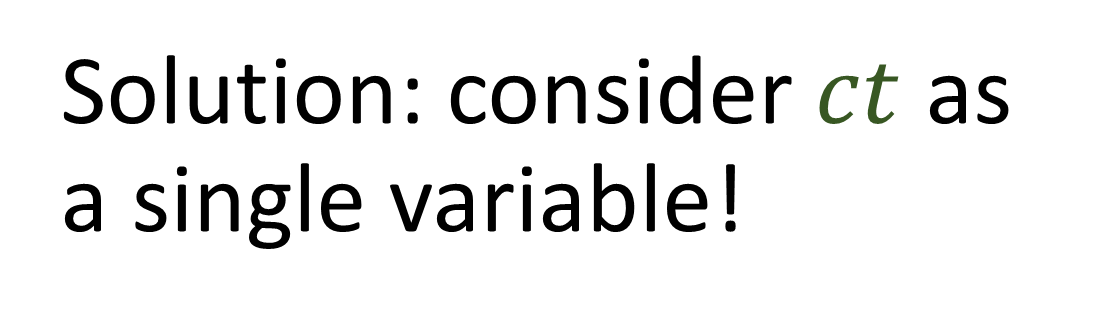 Solution: consider ct as
a single variable!